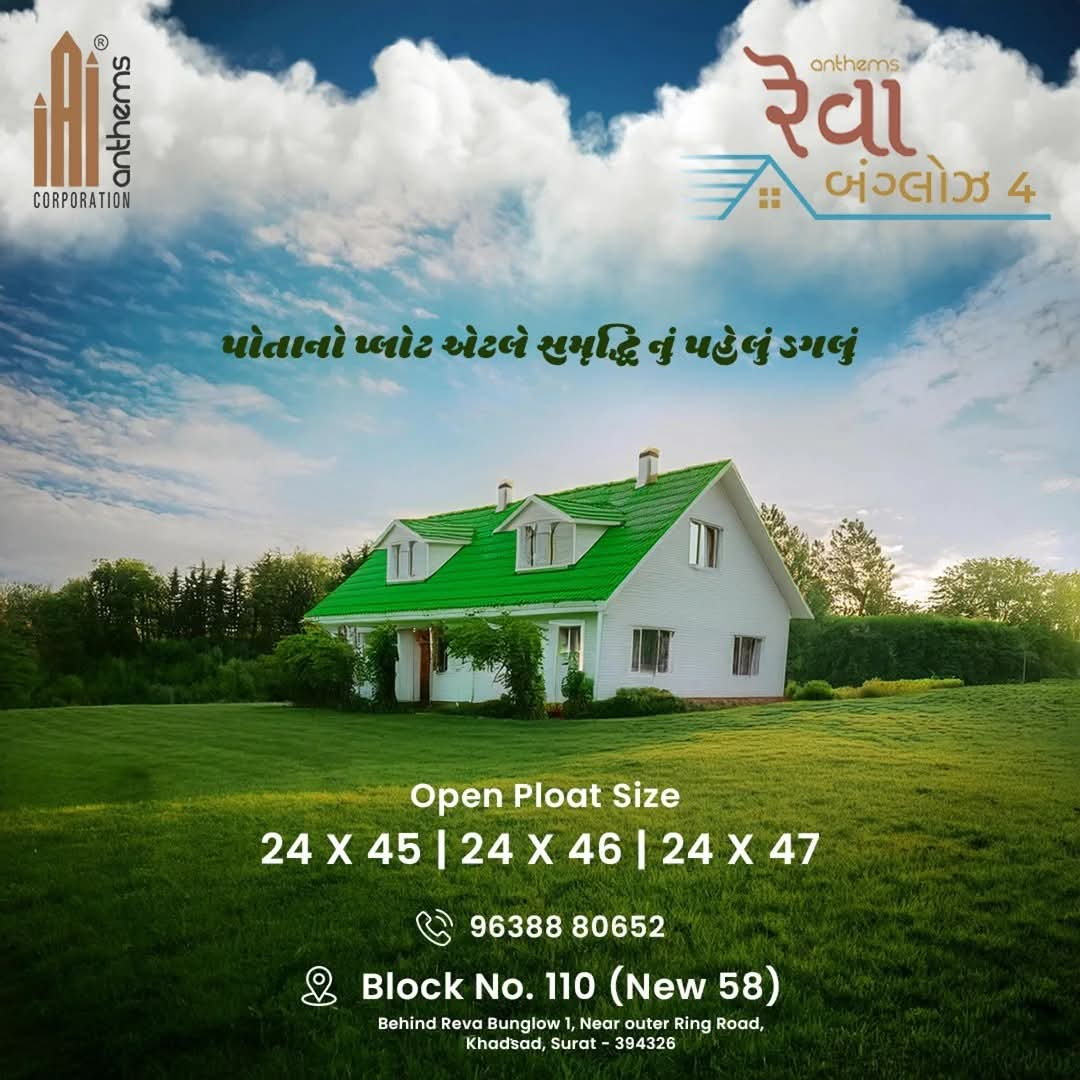 anthems
CORPORATION
®
anthems
રેવા
બંગ્લોઝ 4
પોતાનો પ્લોટ એટલે સમૃદ્ધિ નું પહેલું ડગલું
Open Ploat Size
24 X 45 | 24 X 46 | 24 X 47
96388 80652
Block No. 110 (New 58)
Behind Reva Bunglow 1, Near outer Ring Road,
Khadsad, Surat - 394326